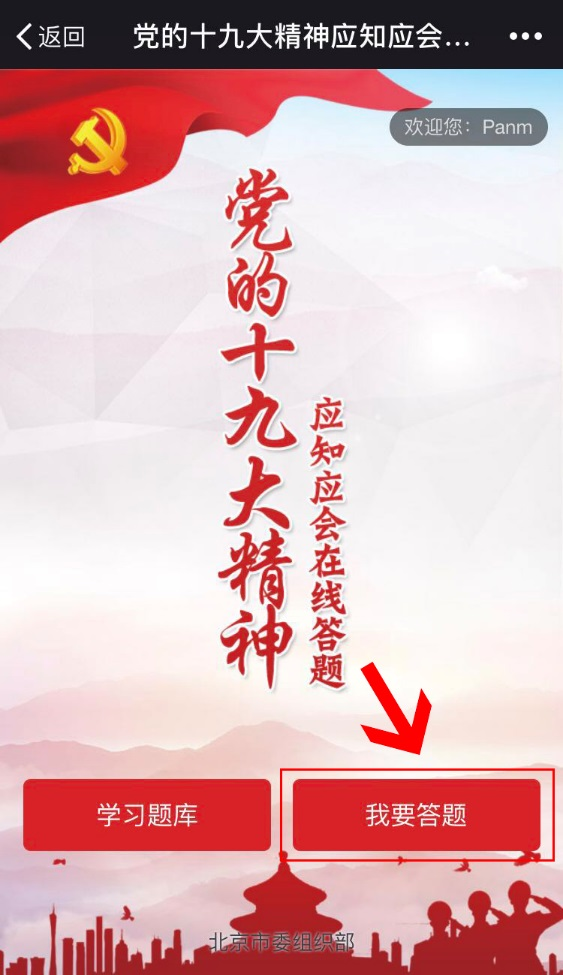 返回
党的十九大精神应知应会...
欢迎您：Panm
党的十九大精神
应知应会在线答题
学习题库
我要答题
北京市委组织部